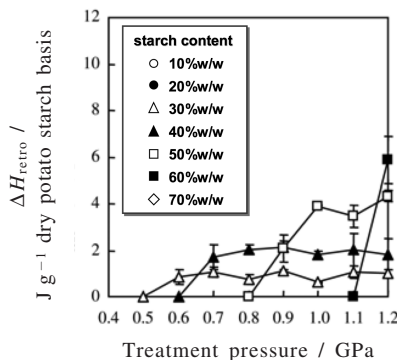 12
10
8
6
4
2
0
ΔH retro /
J g⁻¹ dry potato starch basis
starch content
10%w/w
20%w/w
30%w/w
40%w/w
50%w/w
60%w/w
70%w/w
0.4 0.5 0.6 0.7 0.8 0.9 1.0 1.1 1.2
Treatment pressure / GPa